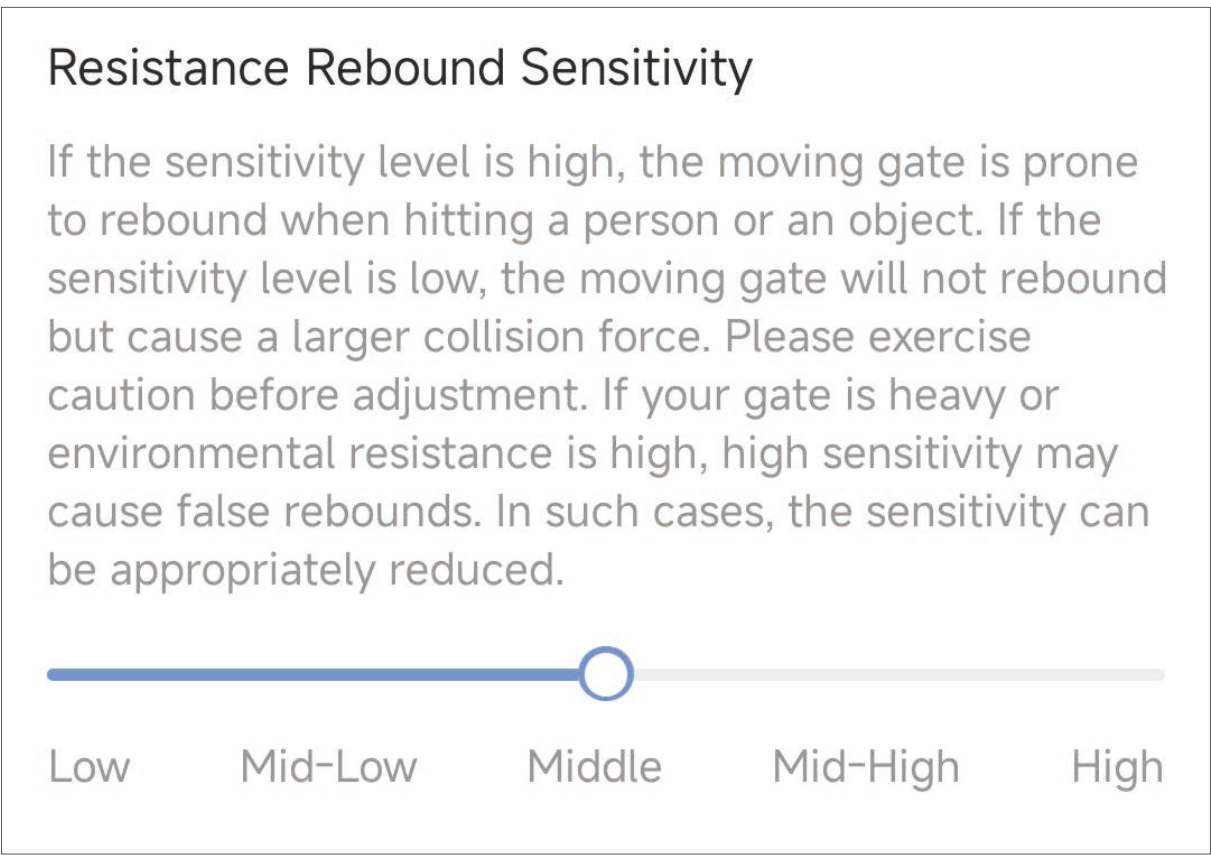 Resistance Rebound Sensitivity
If the sensitivity level is high, the moving gate is prone
to rebound when hitting a person or an object. If the
sensitivity level is low, the moving gate will not rebound
but cause a larger collision force. Please exercise
caution before adjustment. If your gate is heavy or
environmental resistance is high, high sensitivity may
cause false rebounds. In such cases, the sensitivity can
be appropriately reduced.
Low Mid-Low Middle Mid-High High